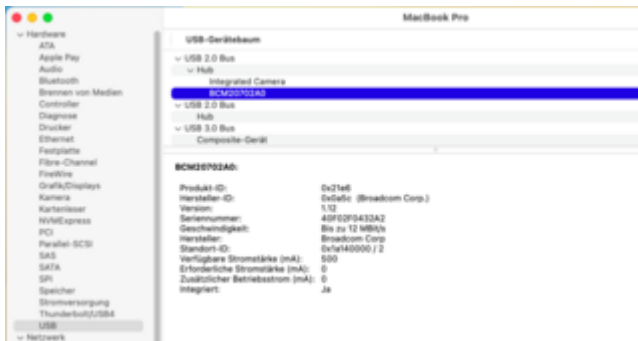 MacBook Pro
Hardware
ATA
Apple Pay
Audio
Bluetooth
Brennen von Medien
Controller
Diagnose
Drucker
Ethernet
Festplatte
Fibre-Channel
FireWire
Grafik/Displays
Kamera
Kartenleser
NVMExpress
PCI
Parallel-SCSI
SAS
SATA
SPI
Speicher
Stromversorgung
Thunderbolt/USB4
USB
Netzwerk
USB-Gerätebaum
USB 2.0 Bus
Hub
Integrated Camera
BCM20702A0
USB 2.0 Bus
Hub
USB 3.0 Bus
Composite-Gerät
BCM20702A0:
Produkt-ID: 0x21e6
Hersteller-ID: 0x0a5c (Broadcom Corp.)
Version: 1.12
Seriennummer: 40F02F0432A2
Geschwindigkeit: Bis zu 12 MBit/s
Hersteller: Broadcom Corp
Standort-ID: 0x1a140000 / 2
Verfügbare Stromstärke (mA): 500
Erforderliche Stromstärke (mA): 0
Zusätzlicher Betriebsstrom (mA): 0
Integriert: Ja